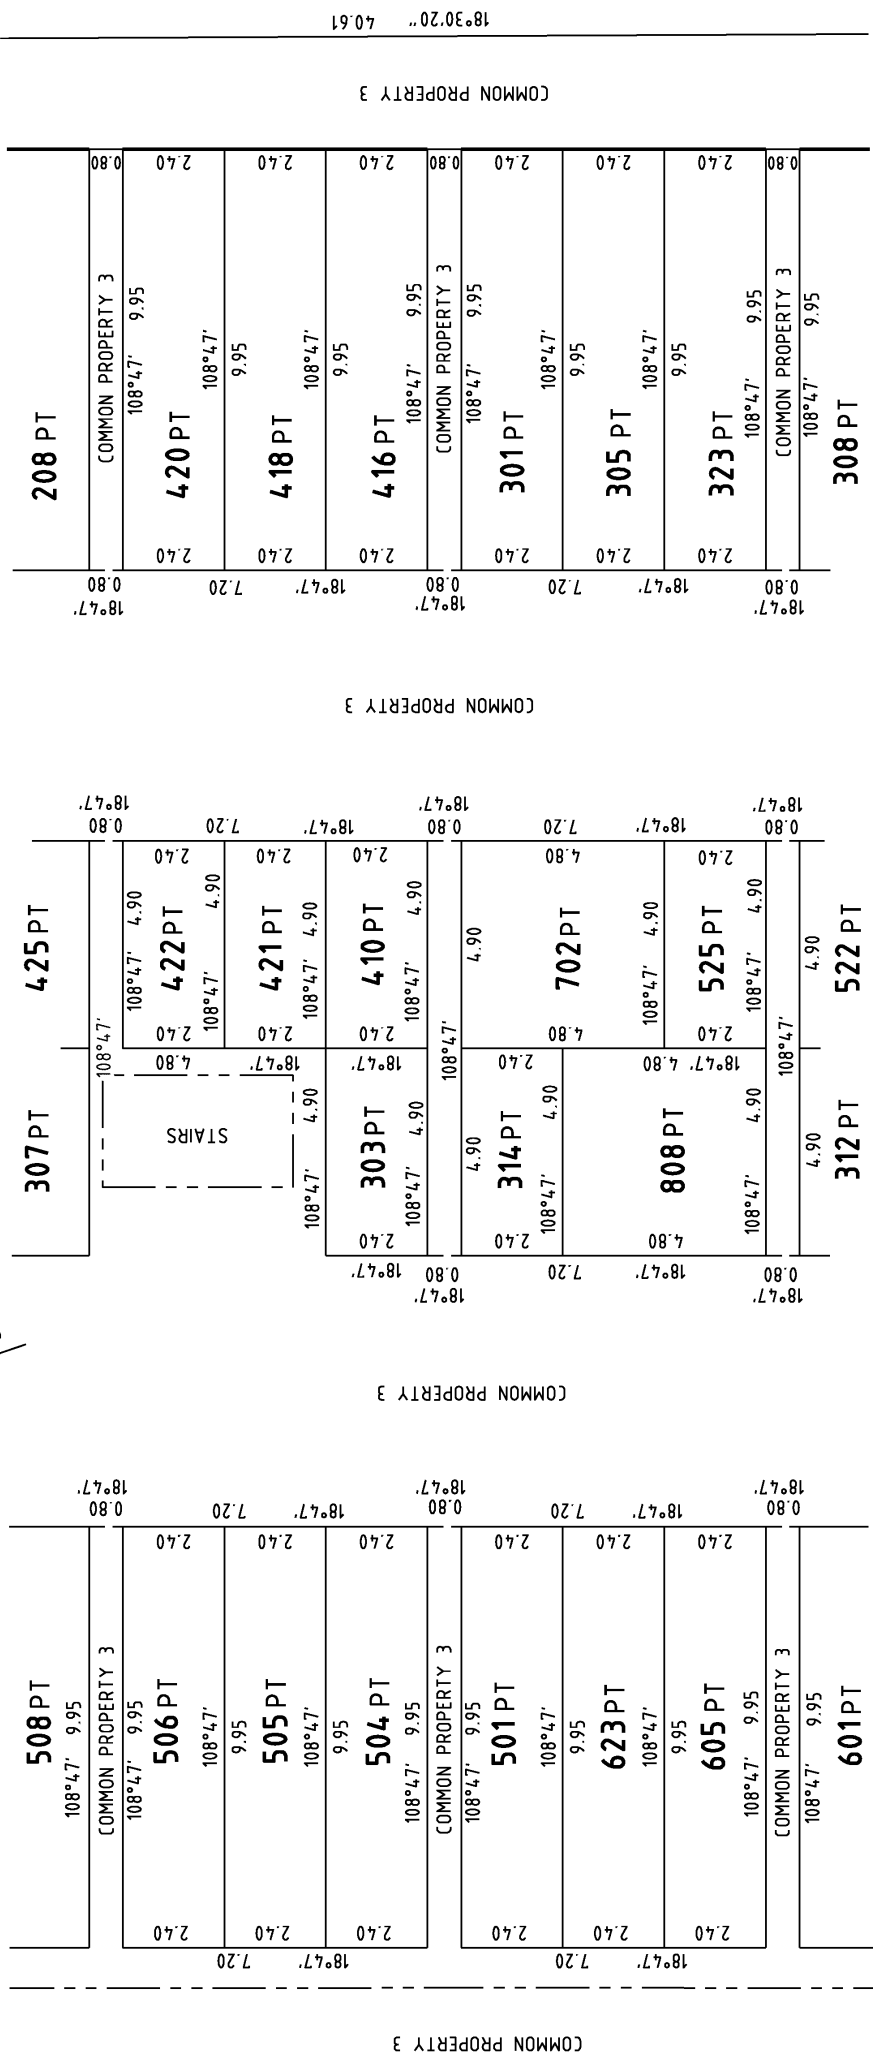 18°30'20" 40.61
COMMON PROPERTY 3
0.80 2.40 2.40 2.40 0.80 2.40 2.40 2.40 0.80
208 PT
COMMON PROPERTY 3
108°47' 9.95
420 PT
108°47' 9.95
418 PT
108°47' 9.95
416 PT
108°47' 9.95
COMMON PROPERTY 3
108°47' 9.95
301 PT
108°47' 9.95
305 PT
108°47' 9.95
323 PT
108°47' 9.95
COMMON PROPERTY 3
108°47' 9.95
308 PT
2.40 2.40 2.40 2.40 2.40 2.40
0.80 7.20 18°47' 0.80 7.20 18°47' 0.80
18°47' 18°47' 18°47'
COMMON PROPERTY 3
18°47' 18°47' 18°47'
0.80 7.20 18°47' 0.80 7.20 18°47' 0.80
2.40 2.40 2.40 4.80 2.40
425 PT
108°47' 4.90
422 PT
108°47' 4.90
421 PT
108°47' 4.90
410 PT
108°47' 4.90
4.90
702 PT
108°47' 4.90
525 PT
108°47' 4.90
4.90
522 PT
2.40 2.40 2.40 4.80 2.40
108°47' 108°47' 108°47'
4.80 18°47' 18°47' 2.40 4.80 18°47'
307 PT
STAIRS
108°47' 4.90
303 PT
108°47' 4.90
4.90
314 PT
108°47' 4.90
808 PT
108°47' 4.90
4.90
312 PT
2.40 2.40 4.80
18°47' 0.80 7.20 18°47' 0.80
18°47' 18°47'
COMMON PROPERTY 3
18°47' 18°47' 18°47'
0.80 7.20 18°47' 0.80 7.20 18°47' 0.80
2.40 2.40 2.40 2.40 2.40 2.40
508 PT
108°47' 9.95
COMMON PROPERTY 3
108°47' 9.95
506 PT
108°47' 9.95
505 PT
108°47' 9.95
504 PT
108°47' 9.95
COMMON PROPERTY 3
108°47' 9.95
501 PT
108°47' 9.95
623 PT
108°47' 9.95
605 PT
108°47' 9.95
COMMON PROPERTY 3
108°47' 9.95
601 PT
2.40 2.40 2.40 2.40 2.40 2.40
7.20 18°47' 7.20 18°47'
COMMON PROPERTY 3